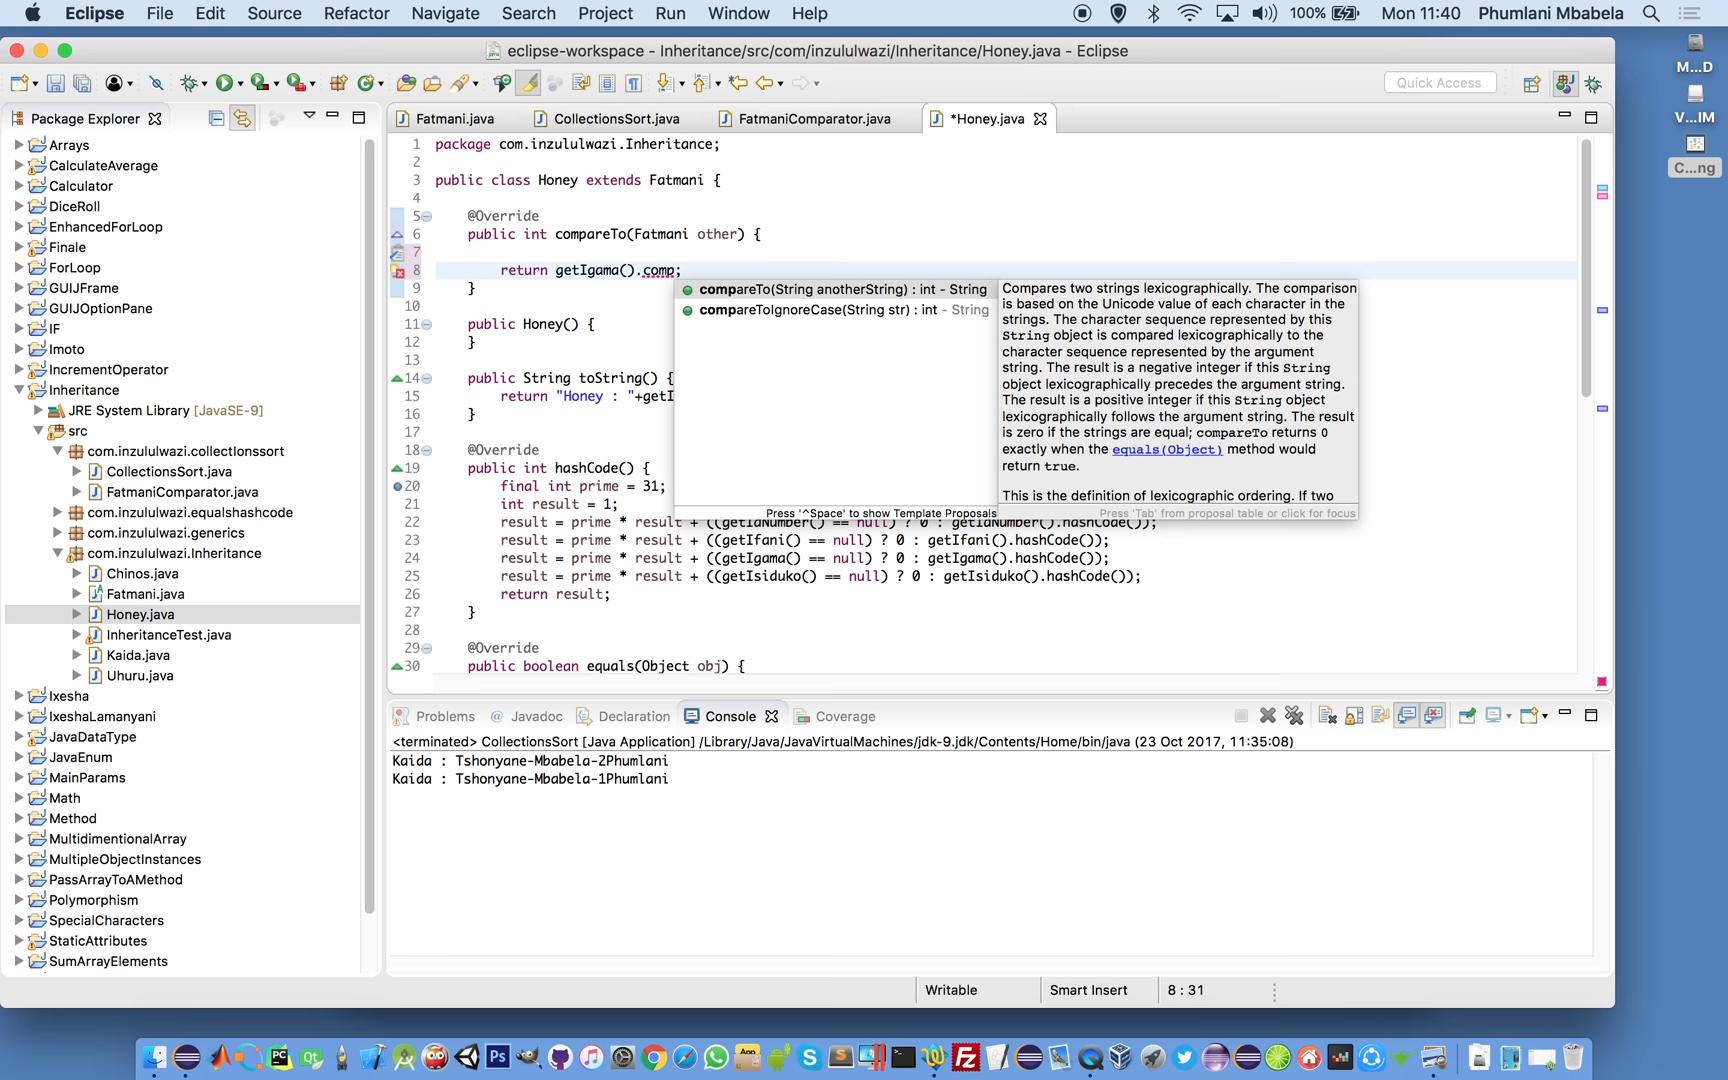 Eclipse File Edit Source Refactor Navigate Search Project Run Window Help 100% Mon 11:40 Phumlani Mbabela
eclipse-workspace - Inheritance/src/com/inzululwazi/Inheritance/Honey.java - Eclipse
M...D
V...IM
C...ng
Quick Access
Package Explorer
Arrays
CalculateAverage
Calculator
DiceRoll
EnhancedForLoop
Finale
ForLoop
GUIJFrame
GUIJOptionPane
IF
Imoto
IncrementOperator
Inheritance
JRE System Library [JavaSE-9]
src
com.inzululwazi.collectionssort
CollectionsSort.java
FatmaniComparator.java
com.inzululwazi.equalshashcode
com.inzululwazi.generics
com.inzululwazi.Inheritance
Chinos.java
Fatmani.java
Honey.java
InheritanceTest.java
Kaida.java
Uhuru.java
Ixesha
IxeshaLamanyani
JavaDataType
JavaEnum
MainParams
Math
Method
MultidimentionalArray
MultipleObjectInstances
PassArrayToAMethod
Polymorphism
SpecialCharacters
StaticAttributes
SumArrayElements
Fatmani.java CollectionsSort.java FatmaniComparator.java *Honey.java
1 package com.inzululwazi.Inheritance;
2
3 public class Honey extends Fatmani {
4
5 @Override
6 public int compareTo(Fatmani other) {
7
8 return getIgama().comp;
9 }
10
11 public Honey() {
12 }
13
14 public String toString() {
15 return "Honey : "+getI
16 }
17
18 @Override
19 public int hashCode() {
20 final int prime = 31;
21 int result = 1;
22 result = prime * result + ((getIaNumber() == null) ? 0 : getIaNumber().hashCode());
23 result = prime * result + ((getIfani() == null) ? 0 : getIfani().hashCode());
24 result = prime * result + ((getIgama() == null) ? 0 : getIgama().hashCode());
25 result = prime * result + ((getIsiduko() == null) ? 0 : getIsiduko().hashCode());
26 return result;
27 }
28
29 @Override
30 public boolean equals(Object obj) {
compareTo(String anotherString) : int - String
compareToIgnoreCase(String str) : int - String
Press '^Space' to show Template Proposals
Compares two strings lexicographically. The comparison
is based on the Unicode value of each character in the
strings. The character sequence represented by this
String object is compared lexicographically to the
character sequence represented by the argument
string. The result is a negative integer if this String
object lexicographically precedes the argument string.
The result is a positive integer if this String object
lexicographically follows the argument string. The result
is zero if the strings are equal; compareTo returns 0
exactly when the equals(Object) method would
return true.
This is the definition of lexicographic ordering. If two
Press 'Tab' from proposal table or click for focus
Problems @ Javadoc Declaration Console Coverage
<terminated> CollectionsSort [Java Application] /Library/Java/JavaVirtualMachines/jdk-9.jdk/Contents/Home/bin/java (23 Oct 2017, 11:35:08)
Kaida : Tshonyane-Mbabela-2Phumlani
Kaida : Tshonyane-Mbabela-1Phumlani
Writable Smart Insert 8 : 31